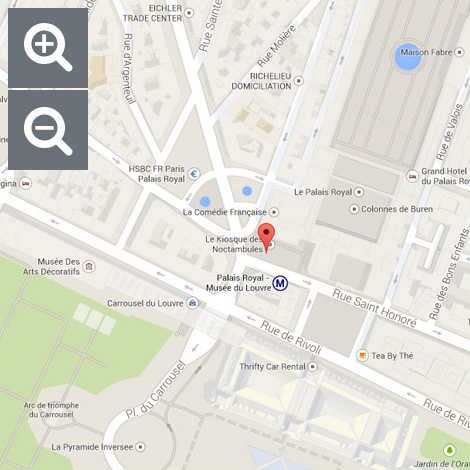 EICHLER
TRADE CENTER
Rue Sainte
Rue Molière
Rue d'Argenteuil
Maison Fabre
RICHELIEU
DOMICILIATION
Rue de Valois
HSBC FR Paris
Palais Royal
Grand Hotel
du Palais Ro
gina
Le Palais Royal
La Comédie Française
Colonnes de Buren
Rue des Bons Enfants
Le Kiosque des
Noctambules
Musée Des
Arts Décoratifs
Palais Royal -
Musée du Louvre
M
Rue Saint Honoré
Carrousel du Louvre
Rue de Rivoli
Tea By Thé
Thrifty Car Rental
Pl. du Carrousel
Arc de triomphe
du Carrousel
Rue de Ri
La Pyramide Inversee
Jardin de l'Ora